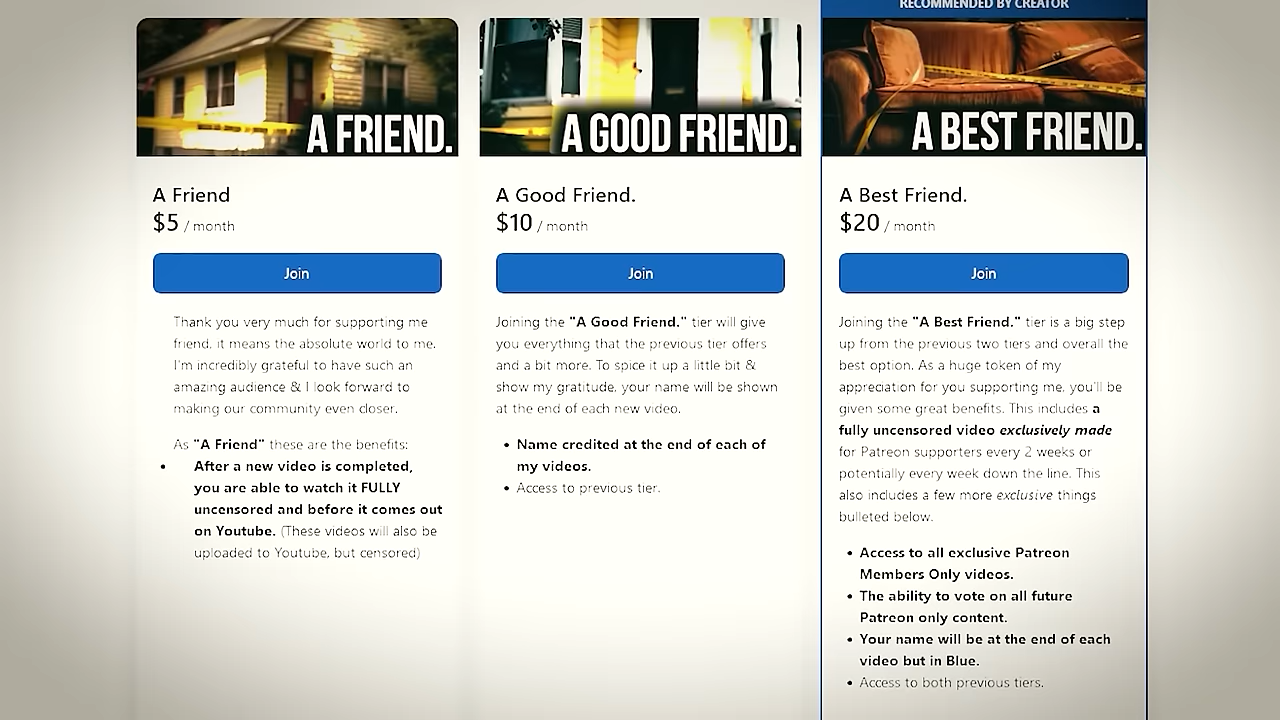 RECOMMENDED BY CREATOR
A FRIEND.
A Friend
$5 / month
Join
Thank you very much for supporting me
friend, it means the absolute world to me.
I'm incredibly grateful to have such an
amazing audience & I look forward to
making our community even closer.
As "A Friend" these are the benefits:
• After a new video is completed,
you are able to watch it FULLY
uncensored and before it comes out
on Youtube. (These videos will also be
uploaded to Youtube, but censored)
A GOOD FRIEND.
A Good Friend.
$10 / month
Join
Joining the "A Good Friend." tier will give
you everything that the previous tier offers
and a bit more. To spice it up a little bit &
show my gratitude, your name will be shown
at the end of each new video.
• Name credited at the end of each of
my videos.
• Access to previous tier.
A BEST FRIEND.
A Best Friend.
$20 / month
Join
Joining the "A Best Friend." tier is a big step
up from the previous two tiers and overall the
best option. As a huge token of my
appreciation for you supporting me, you'll be
given some great benefits. This includes a
fully uncensored video exclusively made
for Patreon supporters every 2 weeks or
potentially every week down the line. This
also includes a few more exclusive things
bulleted below.
• Access to all exclusive Patreon
Members Only videos.
• The ability to vote on all future
Patreon only content.
• Your name will be at the end of each
video but in Blue.
• Access to both previous tiers.